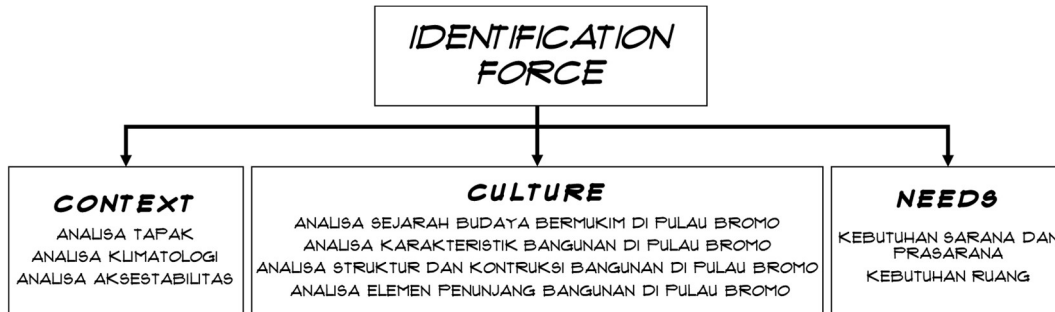 IDENTIFICATION
FORCE
CONTEXT
ANALISA TAPAK
ANALISA KLIMATOLOGI
ANALISA AKSESTABILITAS
CULTURE
ANALISA SEJARAH BUDAYA BERMUKIM DI PULAU BROMO
ANALISA KARAKTERISTIK BANGUNAN DI PULAU BROMO
ANALISA STRUKTUR DAN KONTRUKSI BANGUNAN DI PULAU BROMO
ANALISA ELEMEN PENUNJANG BANGUNAN DI PULAU BROMO
NEEDS
KEBUTUHAN SARANA DAN
PRASARANA
KEBUTUHAN RUANG